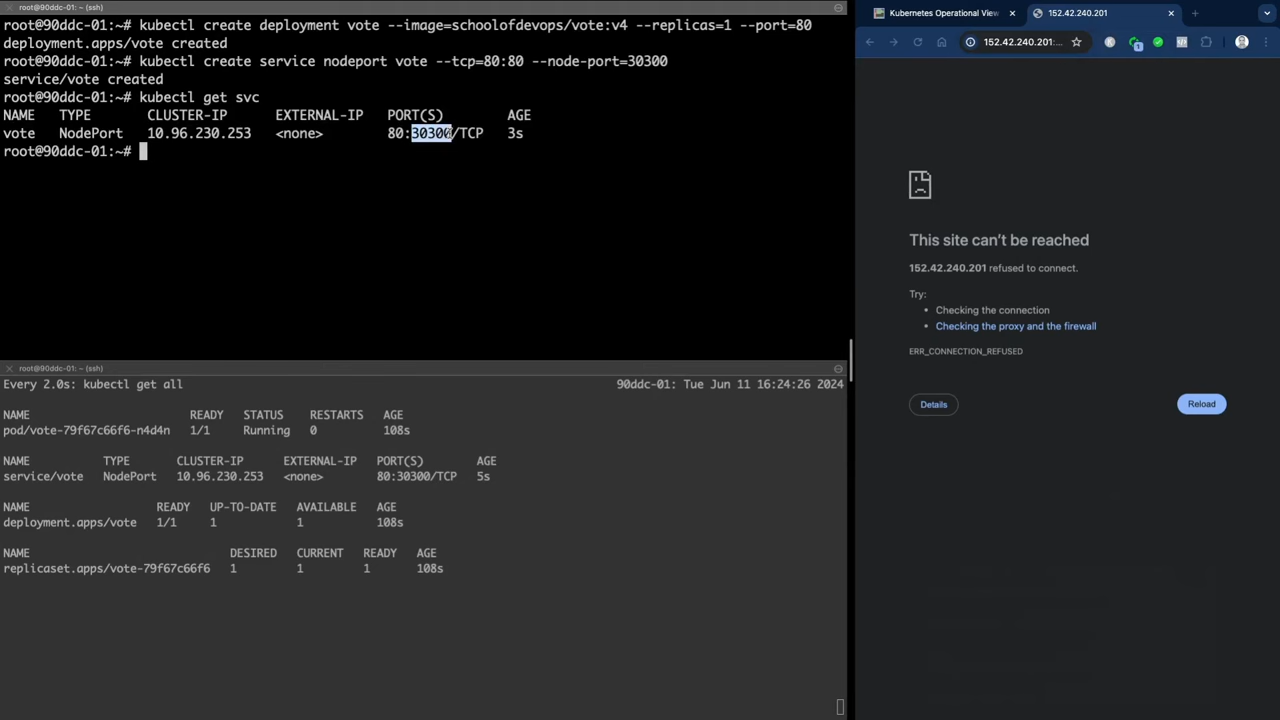 root@90ddc-01: ~ (ssh)
root@90ddc-01:~# kubectl create deployment vote --image=schoolofdevops/vote:v4 --replicas=1 --port=80
deployment.apps/vote created
root@90ddc-01:~# kubectl create service nodeport vote --tcp=80:80 --node-port=30300
service/vote created
root@90ddc-01:~# kubectl get svc
NAME TYPE CLUSTER-IP EXTERNAL-IP PORT(S) AGE
vote NodePort 10.96.230.253 <none> 80:30300/TCP 3s
root@90ddc-01:~#
root@90ddc-01: ~ (ssh)
Every 2.0s: kubectl get all 90ddc-01: Tue Jun 11 16:24:26 2024
NAME READY STATUS RESTARTS AGE
pod/vote-79f67c66f6-n4d4n 1/1 Running 0 108s
NAME TYPE CLUSTER-IP EXTERNAL-IP PORT(S) AGE
service/vote NodePort 10.96.230.253 <none> 80:30300/TCP 5s
NAME READY UP-TO-DATE AVAILABLE AGE
deployment.apps/vote 1/1 1 1 108s
NAME DESIRED CURRENT READY AGE
replicaset.apps/vote-79f67c66f6 1 1 1 108s
Kubernetes Operational View 152.42.240.201
152.42.240.201:...
This site can't be reached
152.42.240.201 refused to connect.
Try:
• Checking the connection
• Checking the proxy and the firewall
ERR_CONNECTION_REFUSED
Details Reload